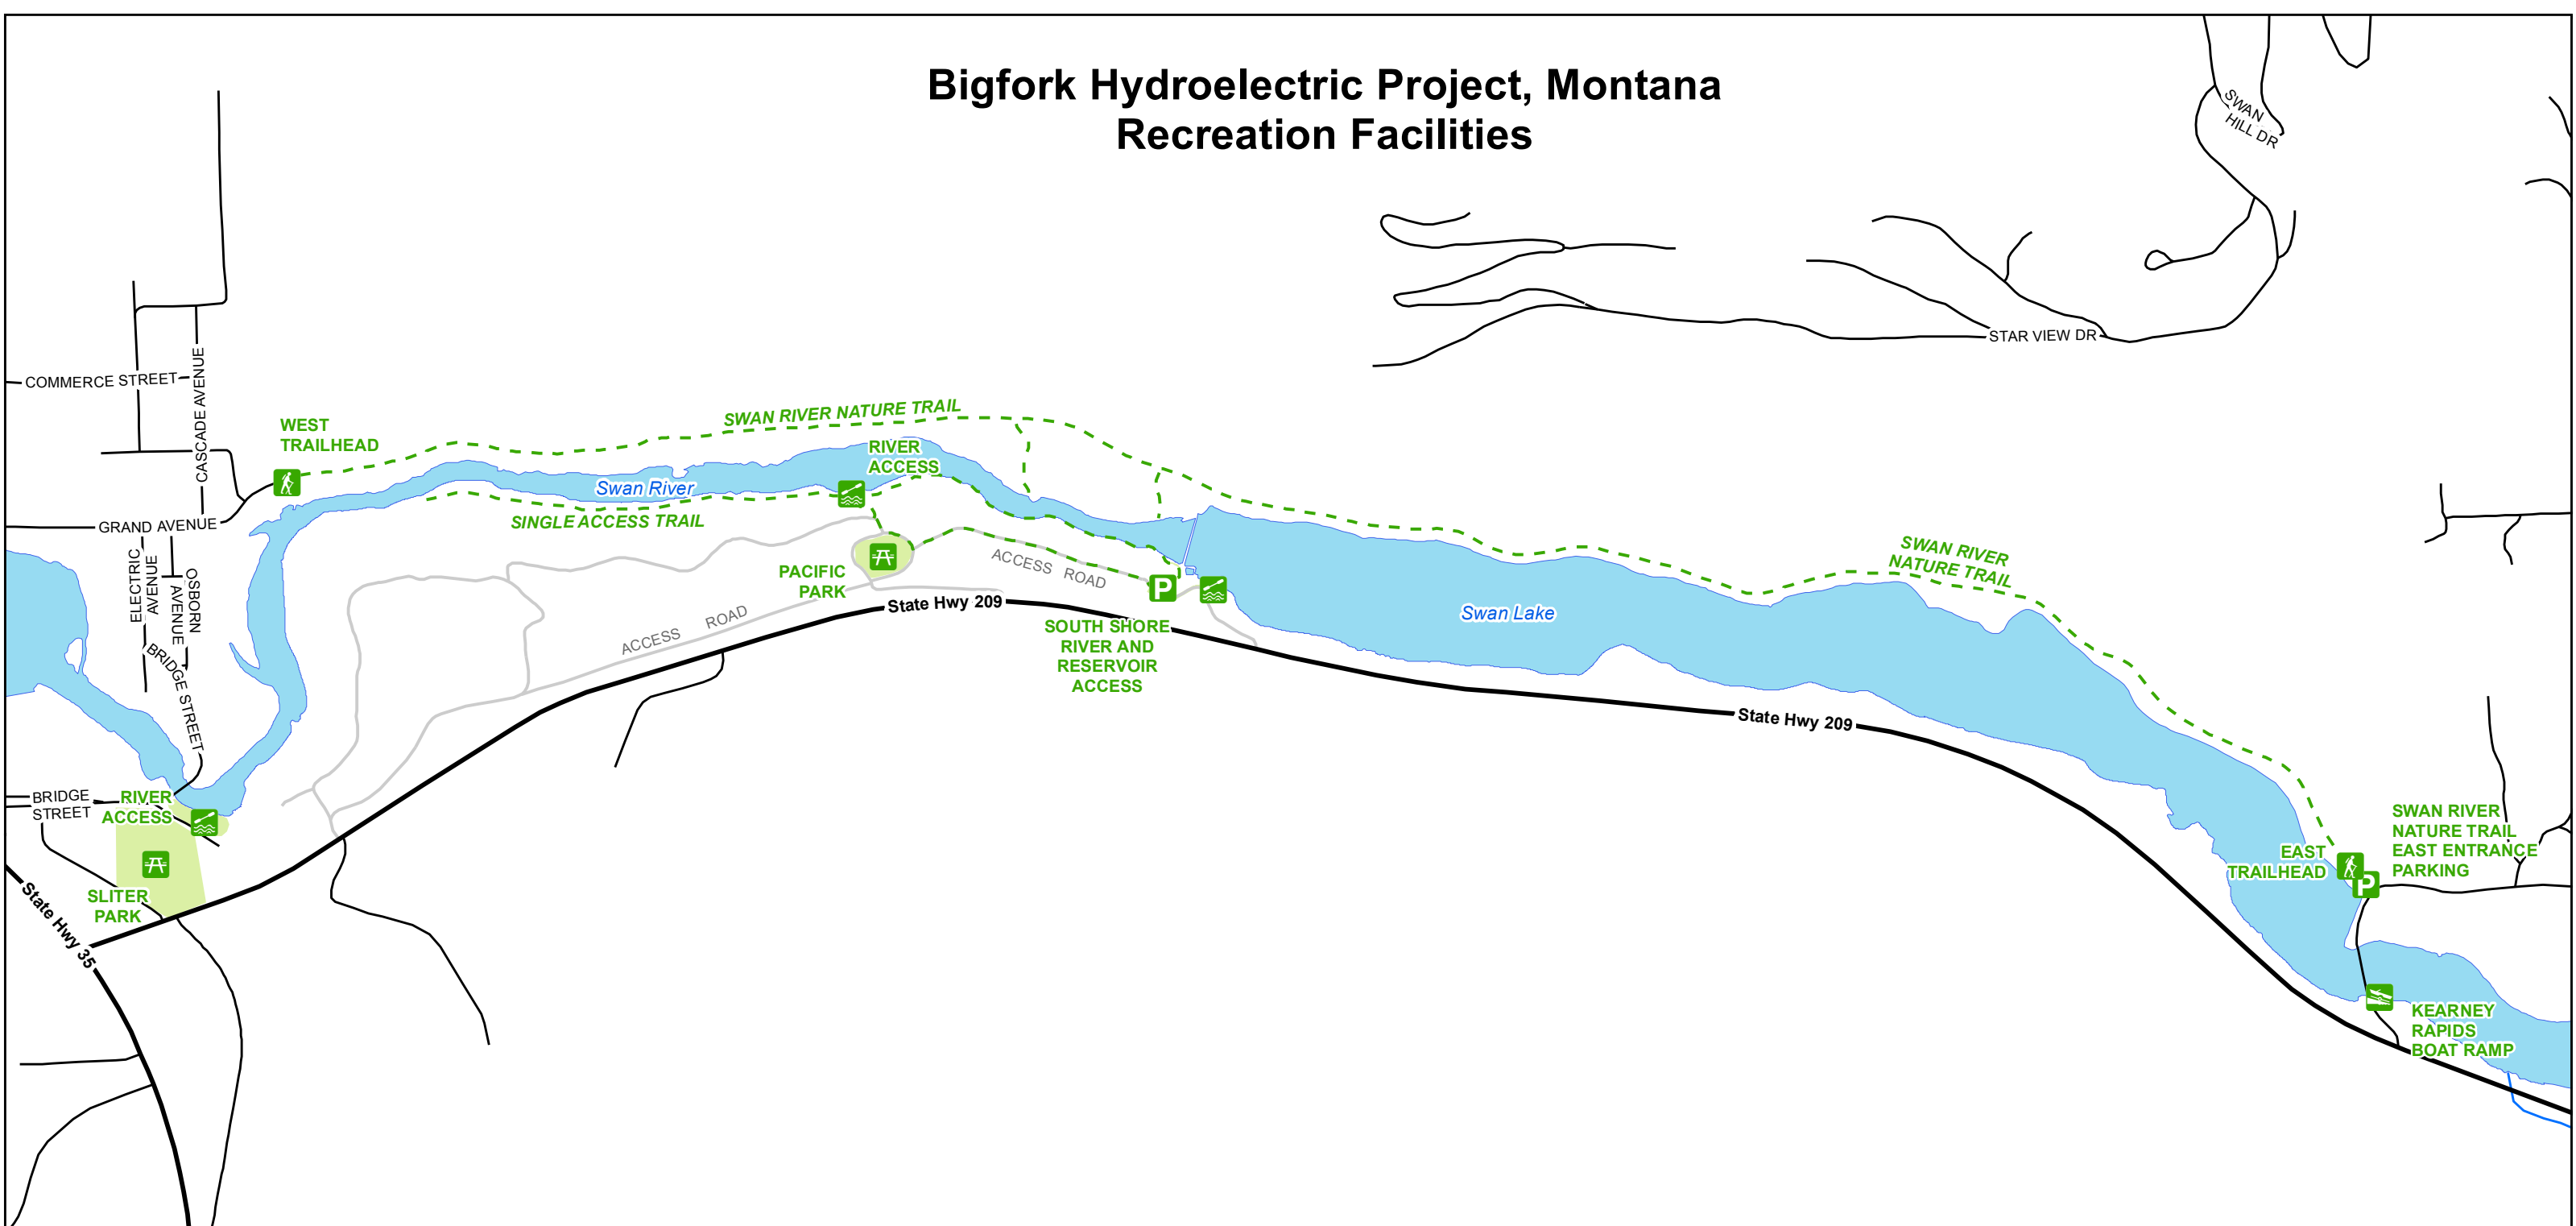 Bigfork Hydroelectric Project, Montana
Recreation Facilities
SWAN
HILL DR
STAR VIEW DR
COMMERCE STREET
CASCADE AVENUE
WEST
TRAILHEAD
SWAN RIVER NATURE TRAIL
RIVER
ACCESS
Swan River
SINGLE ACCESS TRAIL
GRAND AVENUE
ELECTRIC
AVENUE
OSBORN
AVENUE
BRIDGE STREET
PACIFIC
PARK
ACCESS ROAD
ACCESS ROAD
State Hwy 209
P
SOUTH SHORE
RIVER AND
RESERVOIR
ACCESS
Swan Lake
SWAN RIVER
NATURE TRAIL
State Hwy 209
BRIDGE
STREET
RIVER
ACCESS
SLITER
PARK
State Hwy 35
EAST
TRAILHEAD
P
SWAN RIVER
NATURE TRAIL
EAST ENTRANCE
PARKING
KEARNEY
RAPIDS
BOAT RAMP